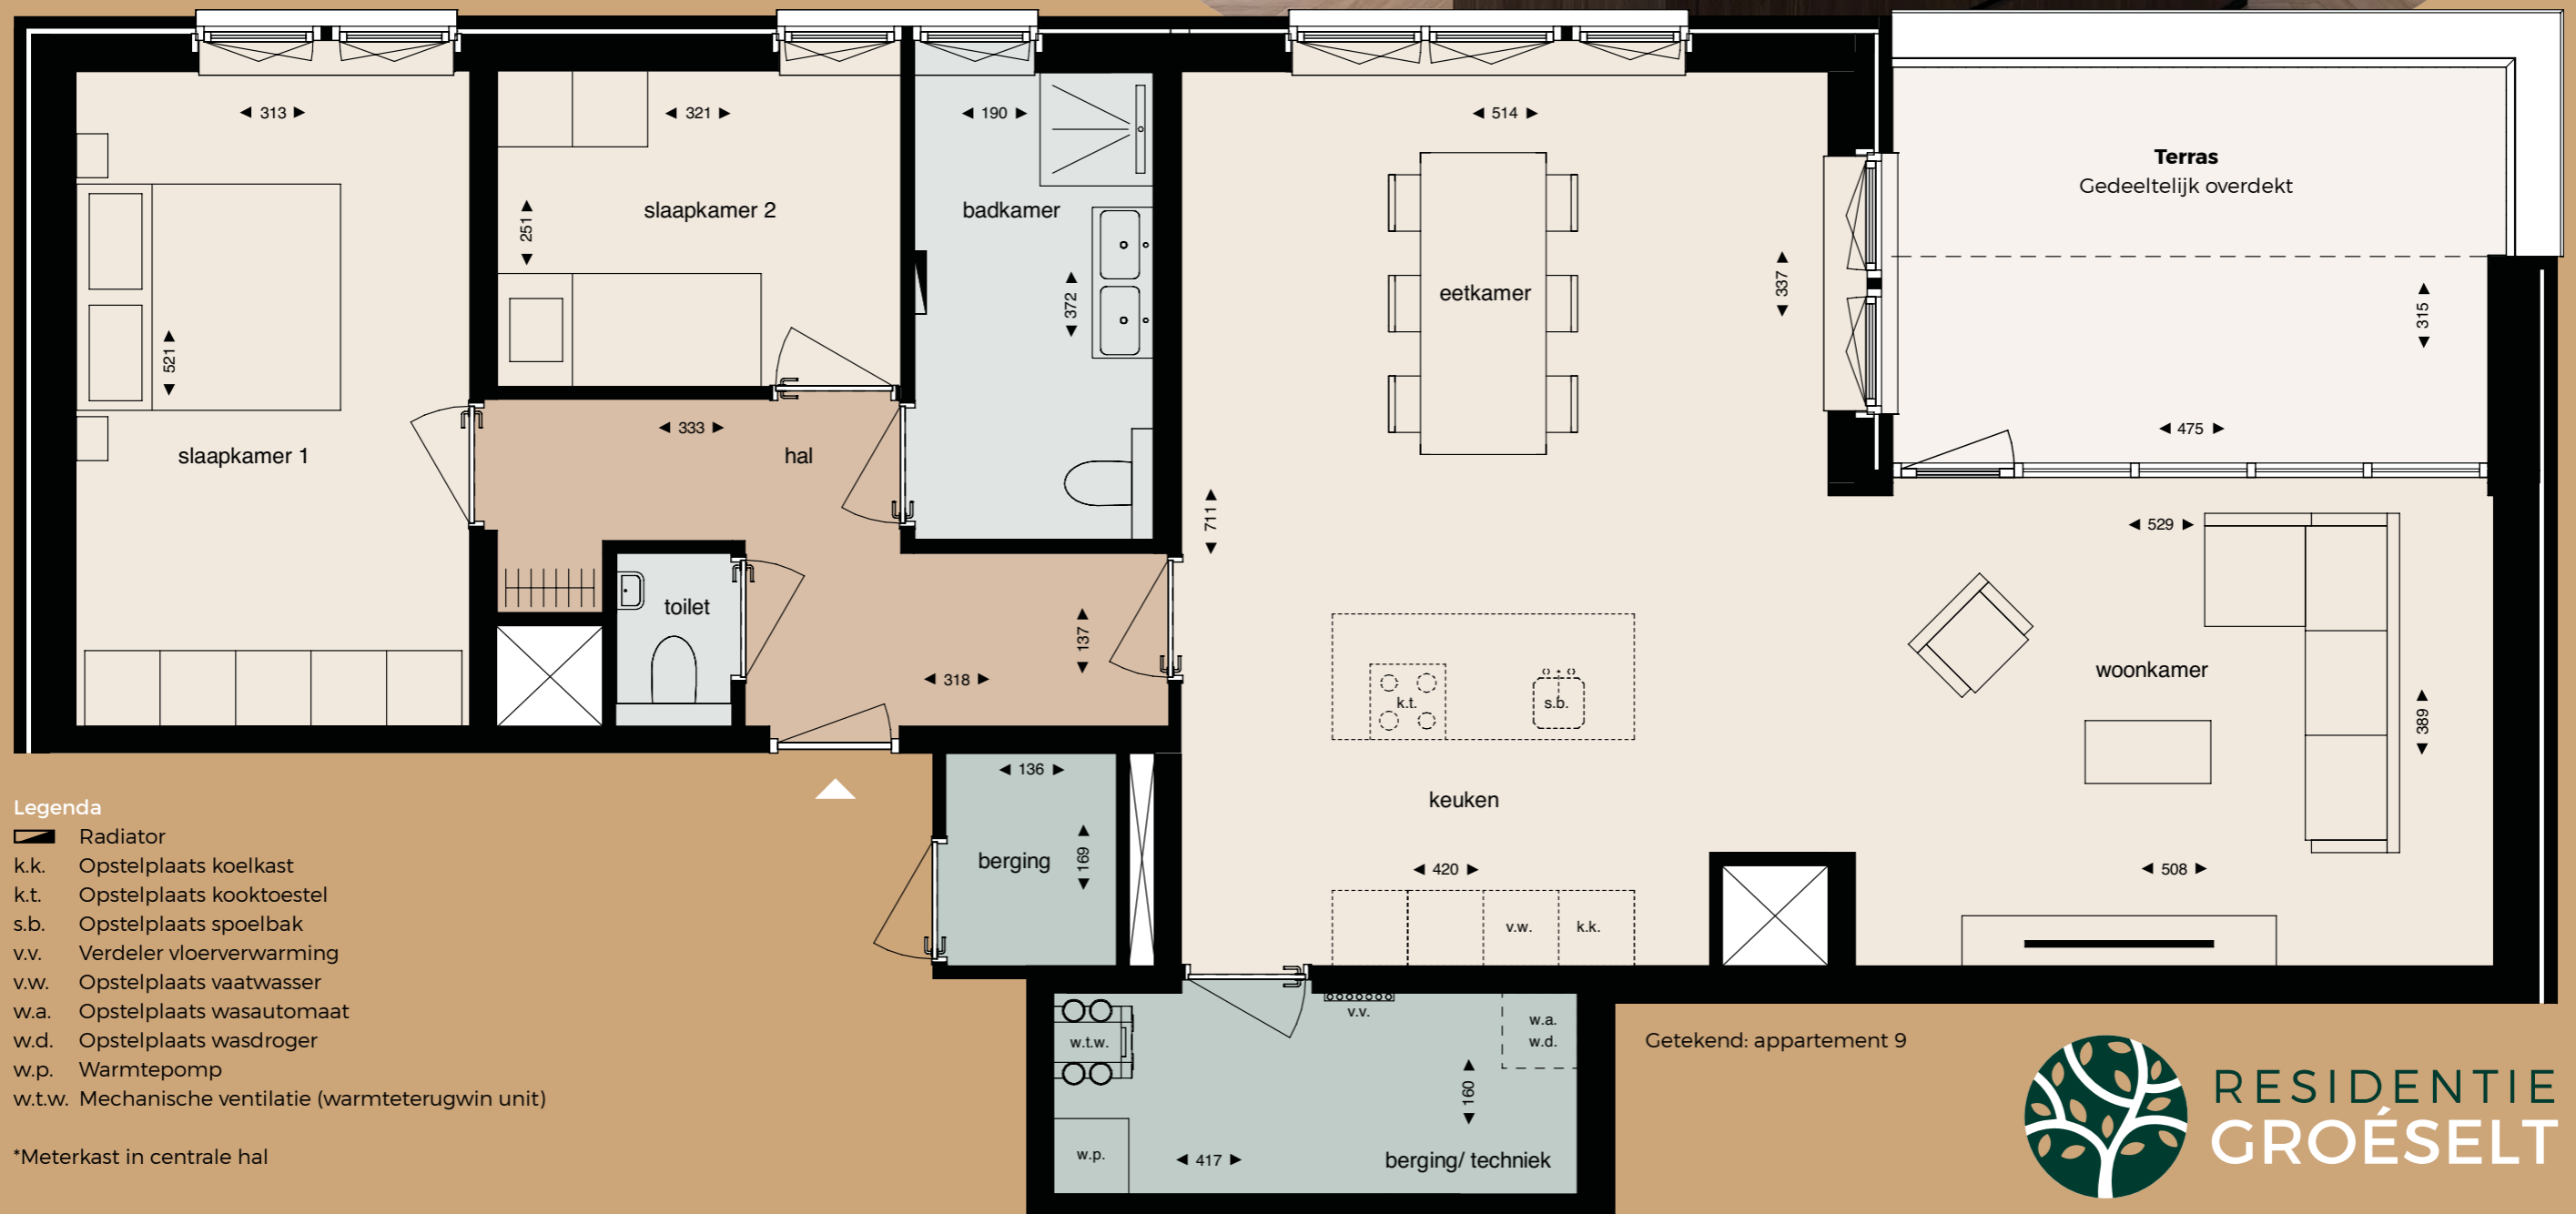 313
321
190
514
Terras
Gedeeltelijk overdekt
slaapkamer 2
badkamer
251
372
eetkamer
337
315
521
333
475
slaapkamer 1
hal
711
529
toilet
137
318
k.t.
s.b.
woonkamer
389
136
keuken
berging
169
420
508
v.w.
k.k.
Legenda
Radiator
k.k. Opstelplaats koelkast
k.t. Opstelplaats kooktoestel
s.b. Opstelplaats spoelbak
v.v. Verdeler vloerverwarming
v.w. Opstelplaats vaatwasser
w.a. Opstelplaats wasautomaat
w.d. Opstelplaats wasdroger
w.p. Warmtepomp
w.t.w. Mechanische ventilatie (warmteterugwin unit)
*Meterkast in centrale hal
v.v.
w.t.w.
w.a.
w.d.
160
w.p.
417
berging/ techniek
Getekend: appartement 9
RESIDENTIE
GROÉSELT